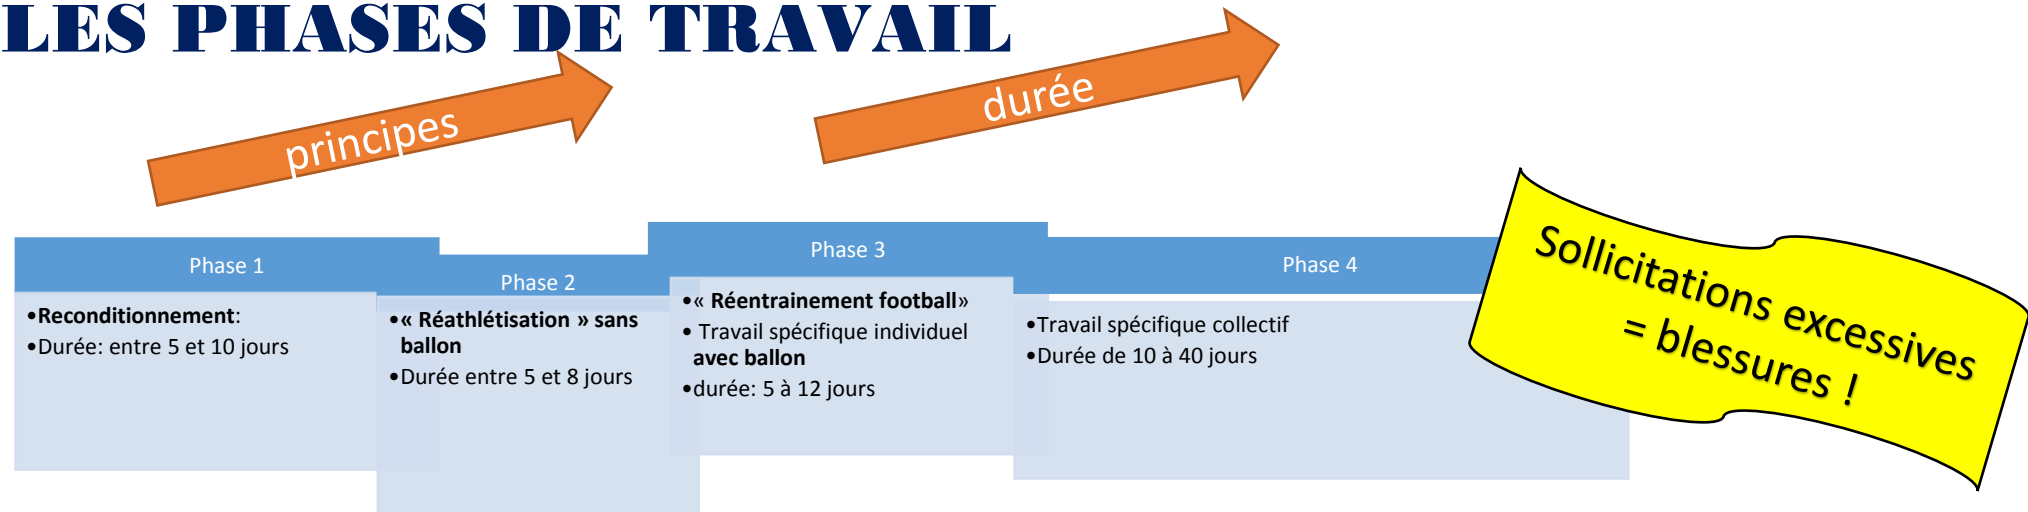 LES PHASES DE TRAVAIL
principes
durée
Phase 1
•Reconditionnement:
•Durée: entre 5 et 10 jours
Phase 2
•« Réathlétisation » sans
ballon
•Durée entre 5 et 8 jours
Phase 3
•« Réentrainement football»
• Travail spécifique individuel
avec ballon
•durée: 5 à 12 jours
Phase 4
•Travail spécifique collectif
•Durée de 10 à 40 jours
Sollicitations excessives
= blessures !